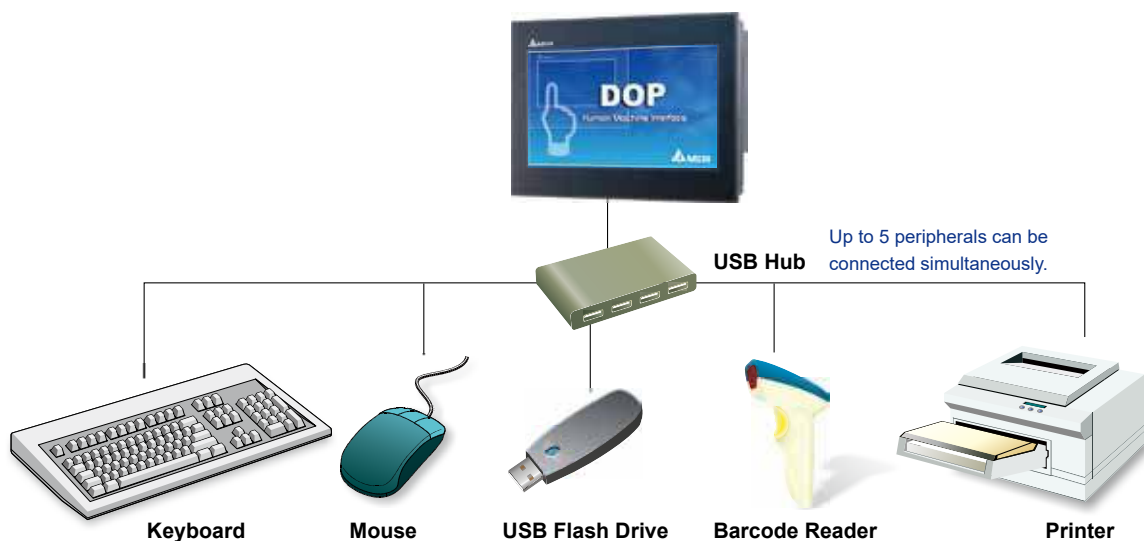 DOP
Human Machine Interface
USB Hub
Up to 5 peripherals can be
connected simultaneously.
Keyboard
Mouse
USB Flash Drive
Barcode Reader
Printer